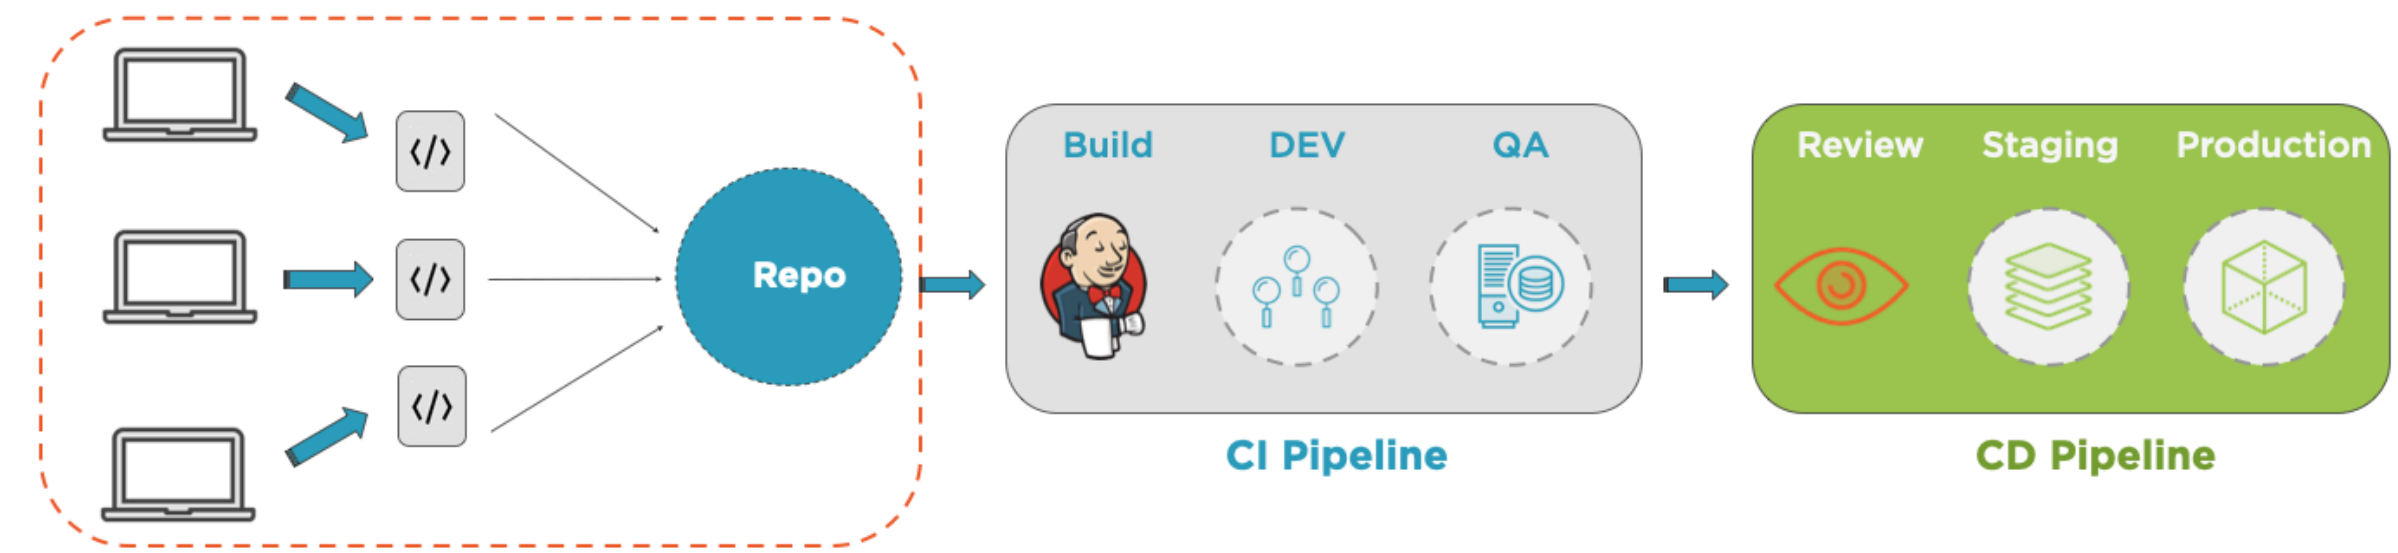 </>
</>
</>
Repo
Build DEV QA
CI Pipeline
Review Staging Production
CD Pipeline